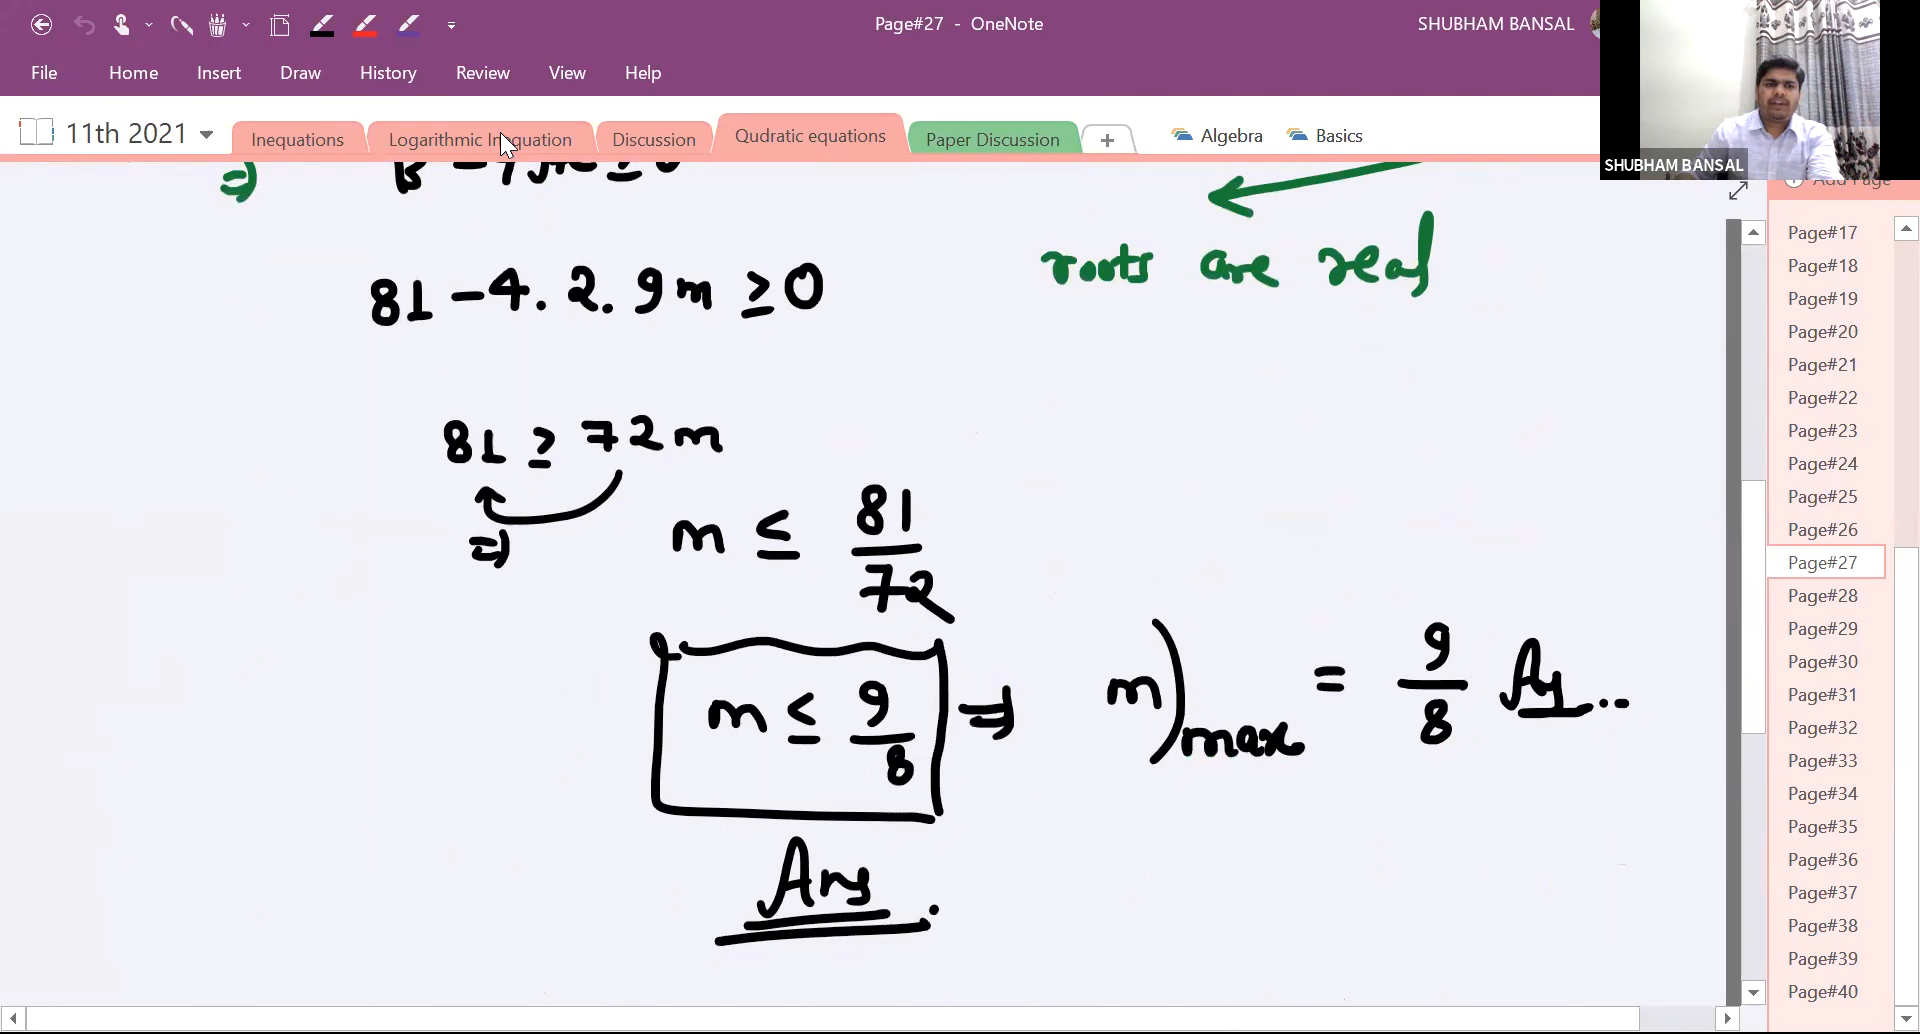 Page#27 - OneNote
SHUBHAM BANSAL
File Home Insert Draw History Review View Help
11th 2021
Inequations Logarithmic Inequation Discussion Qudratic equations Paper Discussion + Algebra Basics
SHUBHAM BANSAL
Add Page
⇒
roots are real
81 - 4. 2. 9m ≥ 0
81 ≥ 72m
⇒ m ≤ 81/72
m ≤ 9/8 ⇒ m)max = 9/8 Ans..
Ans.
Page#17
Page#18
Page#19
Page#20
Page#21
Page#22
Page#23
Page#24
Page#25
Page#26
Page#27
Page#28
Page#29
Page#30
Page#31
Page#32
Page#33
Page#34
Page#35
Page#36
Page#37
Page#38
Page#39
Page#40